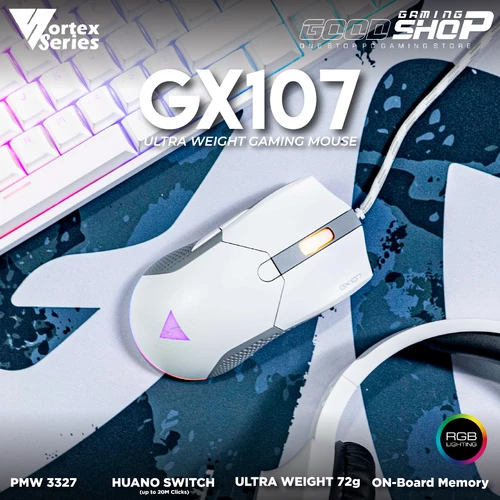 Vortex
Series
GAMING
GOOD SHOP
ONE STOP PC GAMING STORE
GX107
ULTRA WEIGHT GAMING MOUSE
GX107
RGB
LIGHTING
PMW 3327
HUANO SWITCH
(up to 20M Clicks)
ULTRA WEIGHT 72g
ON-Board Memory